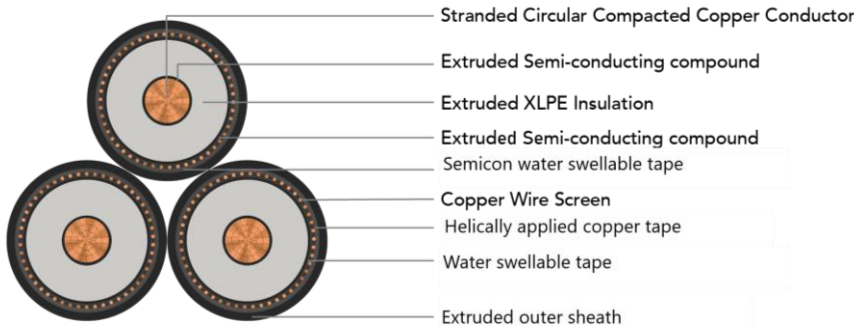 Stranded Circular Compacted Copper Conductor
Extruded Semi-conducting compound
Extruded XLPE Insulation
Extruded Semi-conducting compound
Semicon water swellable tape
Copper Wire Screen
Helically applied copper tape
Water swellable tape
Extruded outer sheath